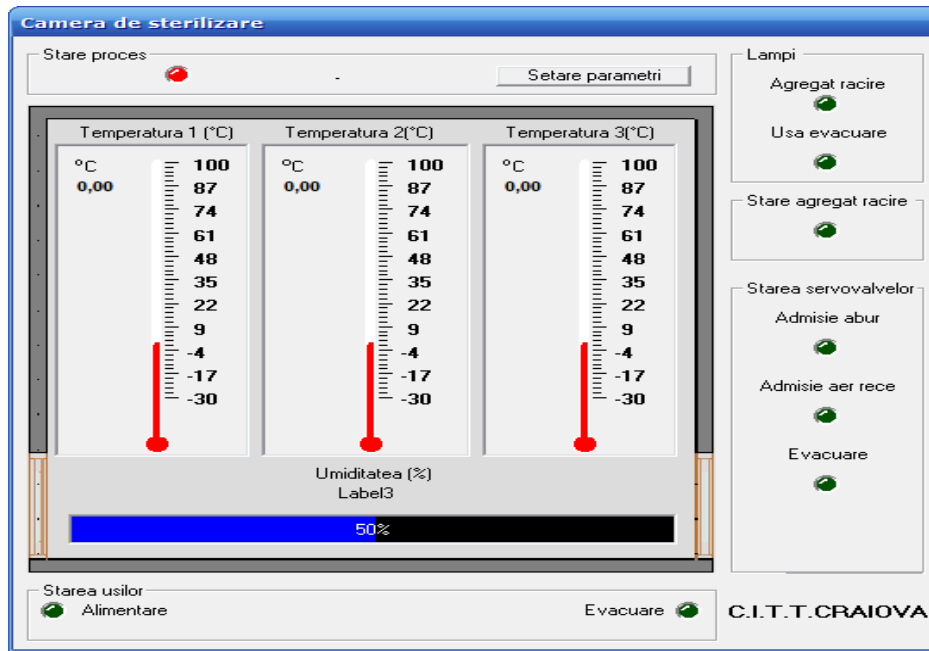 Camera de sterilizare
Stare proces
-
Setare parametri
Lampi
Agregat racire
Usa evacuare
Stare agregat racire
Starea servovalvelor
Admisie abur
Admisie aer rece
Evacuare
Temperatura 1 (°C)
°C
0,00
100
87
74
61
48
35
22
9
-4
-17
-30
Temperatura 2(°C)
°C
0,00
100
87
74
61
48
35
22
9
-4
-17
-30
Temperatura 3(°C)
°C
0,00
100
87
74
61
48
35
22
9
-4
-17
-30
Umiditatea (%)
Label3
50%
Starea usilor
Alimentare
Evacuare
C.I.T.T.CRAIOVA